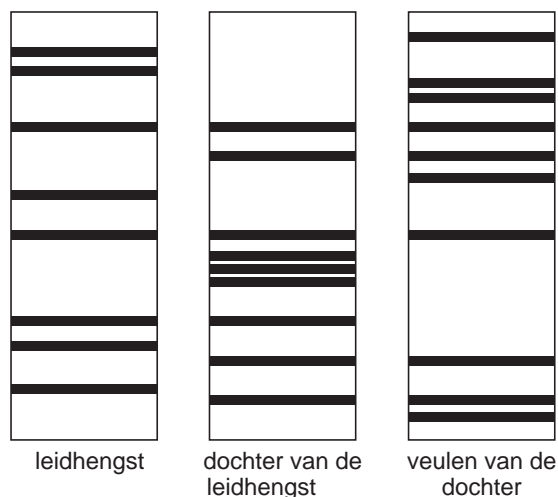 leidhengst
dochter van de
leidhengst
veulen van de
dochter